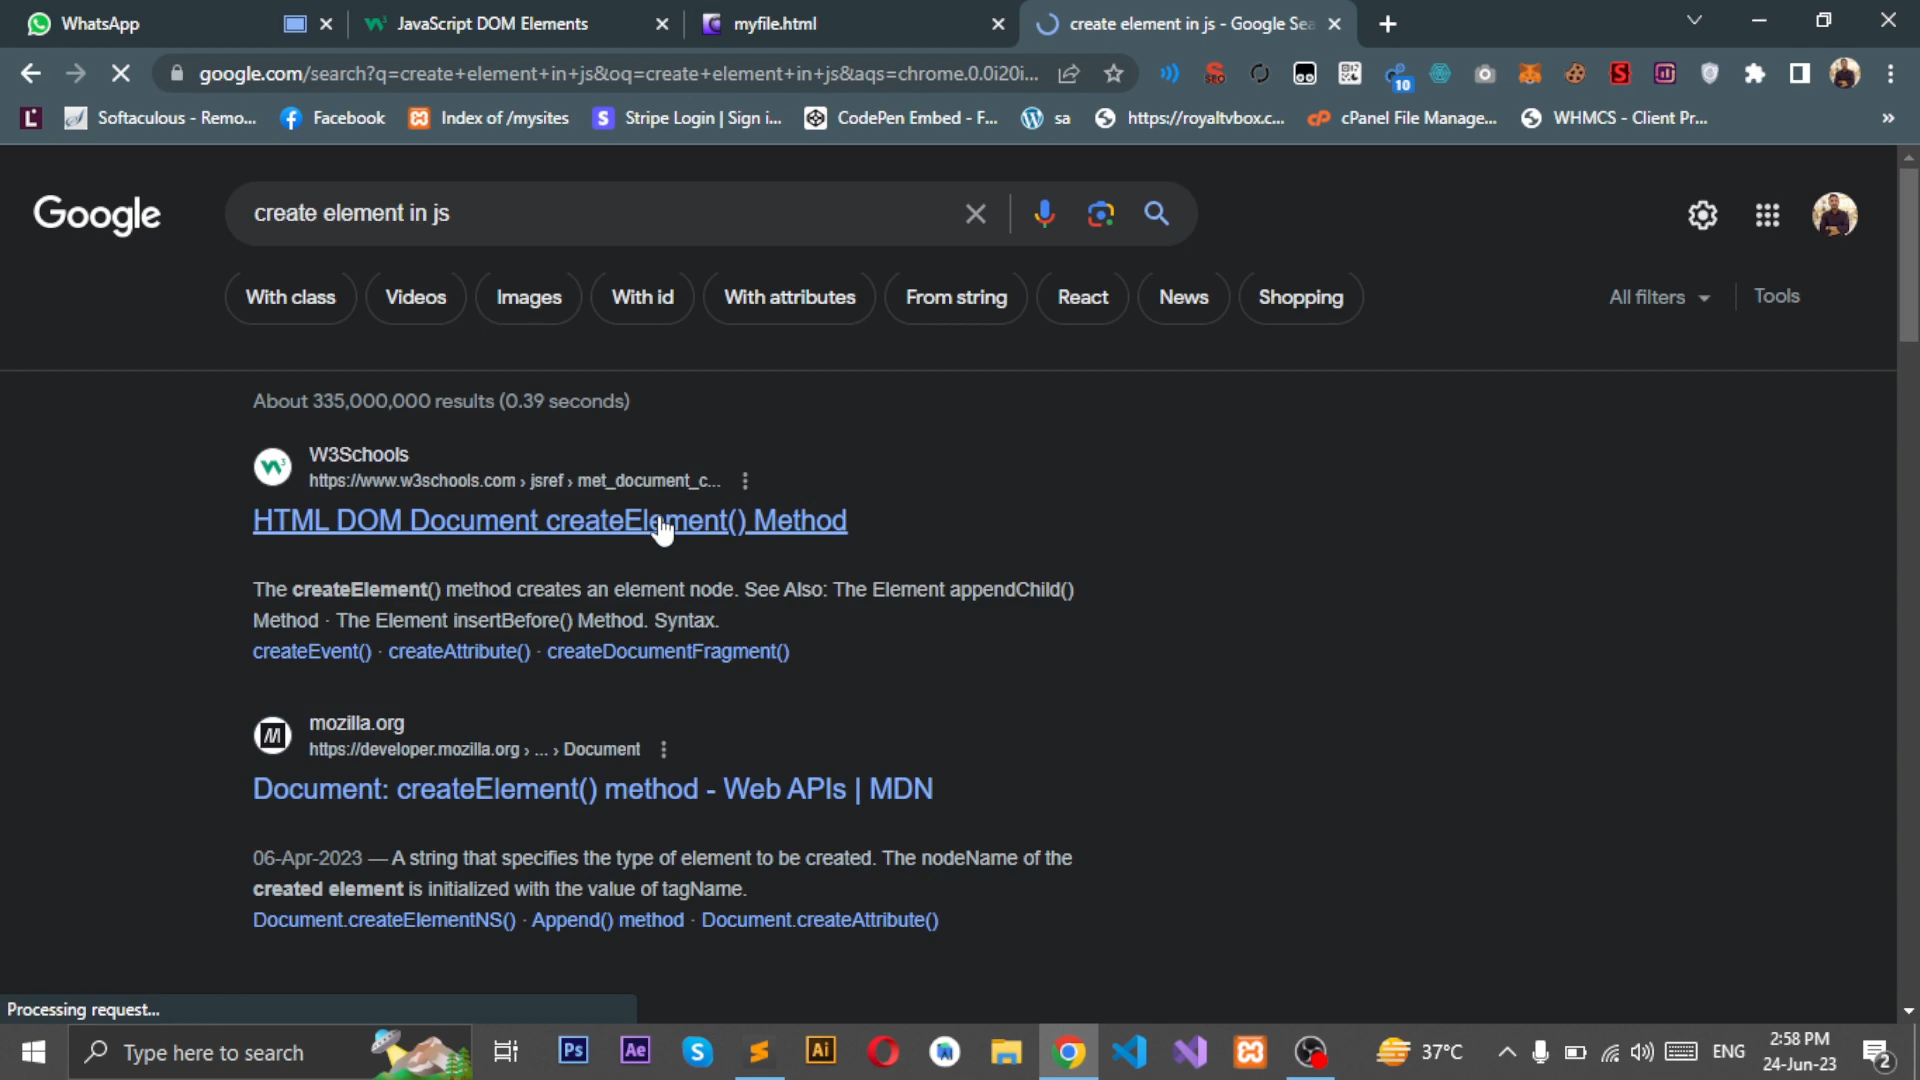 WhatsApp
JavaScript DOM Elements
myfile.html
create element in js - Google Sea
google.com/search?q=create+element+in+js&oq=create+element+in+js&aqs=chrome.0.0i20i...
10
Softaculous - Remo...
Facebook
Index of /mysites
Stripe Login | Sign i...
CodePen Embed - F...
sa
https://royaltvbox.c...
cPanel File Manage...
WHMCS - Client Pr...
»
Google
create element in js
With class
Videos
Images
With id
With attributes
From string
React
News
Shopping
All filters
Tools
About 335,000,000 results (0.39 seconds)
W3Schools
https://www.w3schools.com › jsref › met_document_c...
HTML DOM Document createElement() Method
The createElement() method creates an element node. See Also: The Element appendChild()
Method · The Element insertBefore() Method. Syntax.
createEvent() · createAttribute() · createDocumentFragment()
mozilla.org
https://developer.mozilla.org › ... › Document
Document: createElement() method - Web APIs | MDN
06-Apr-2023 — A string that specifies the type of element to be created. The nodeName of the
created element is initialized with the value of tagName.
Document.createElementNS() · Append() method · Document.createAttribute()
Processing request...
Type here to search
Ps
Ae
Ai
37°C
ENG
2:58 PM
24-Jun-23
2